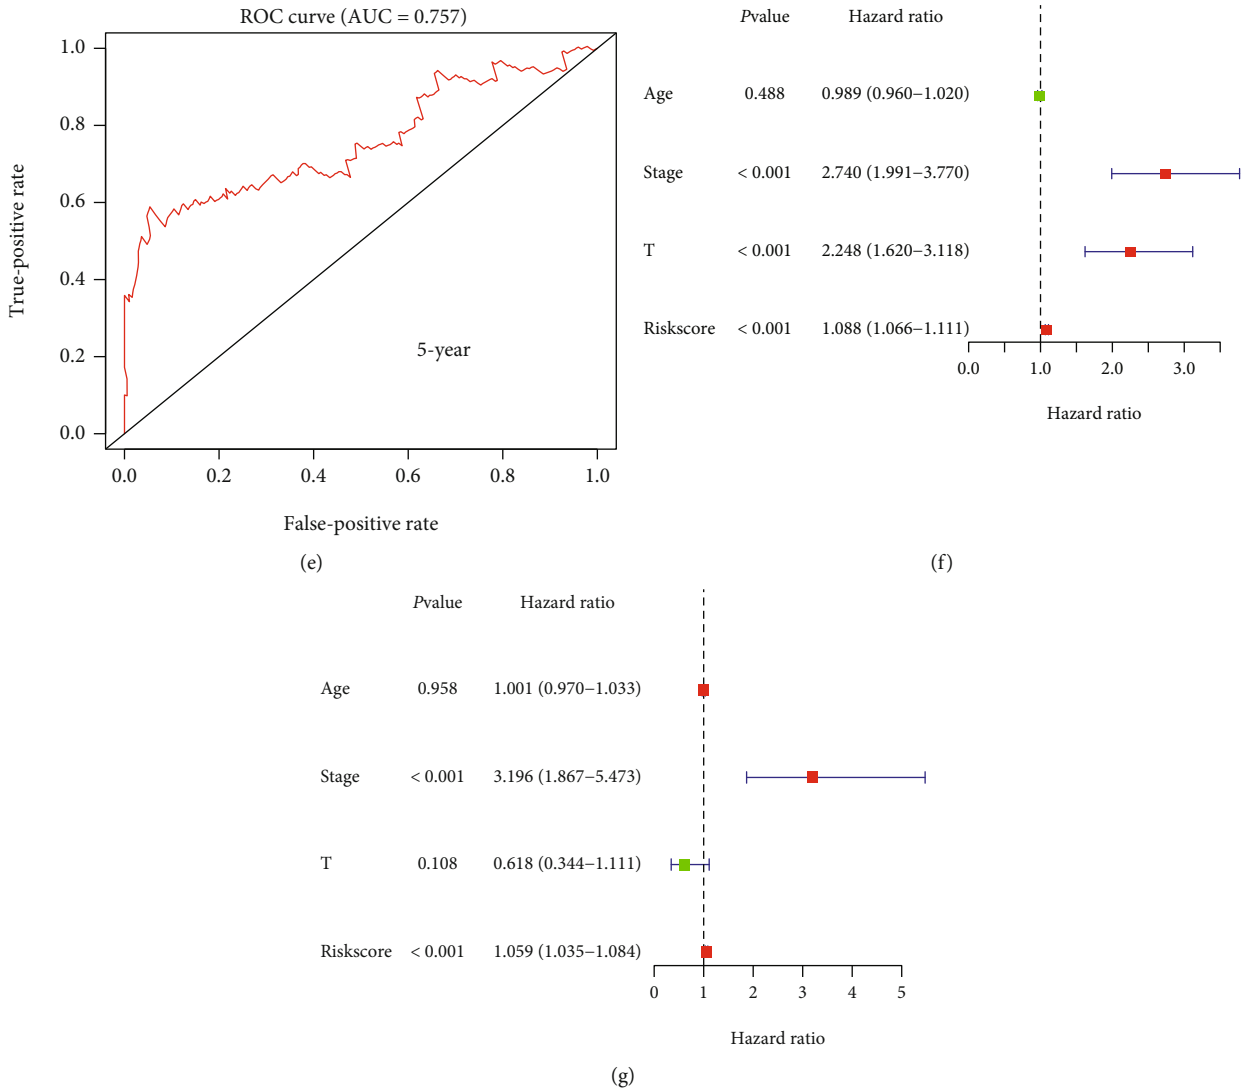 ROC curve (AUC = 0.757)
True-positive rate
1.0
0.8
0.6
0.4
0.2
0.0
5-year
0.0 0.2 0.4 0.6 0.8 1.0
False-positive rate
(e)
Pvalue Hazard ratio
Age 0.488 0.989 (0.960–1.020)
Stage < 0.001 2.740 (1.991–3.770)
T < 0.001 2.248 (1.620–3.118)
Riskscore < 0.001 1.088 (1.066–1.111)
0.0 1.0 2.0 3.0
Hazard ratio
(f)
Pvalue Hazard ratio
Age 0.958 1.001 (0.970–1.033)
Stage < 0.001 3.196 (1.867–5.473)
T 0.108 0.618 (0.344–1.111)
Riskscore < 0.001 1.059 (1.035–1.084)
0 1 2 3 4 5
Hazard ratio
(g)